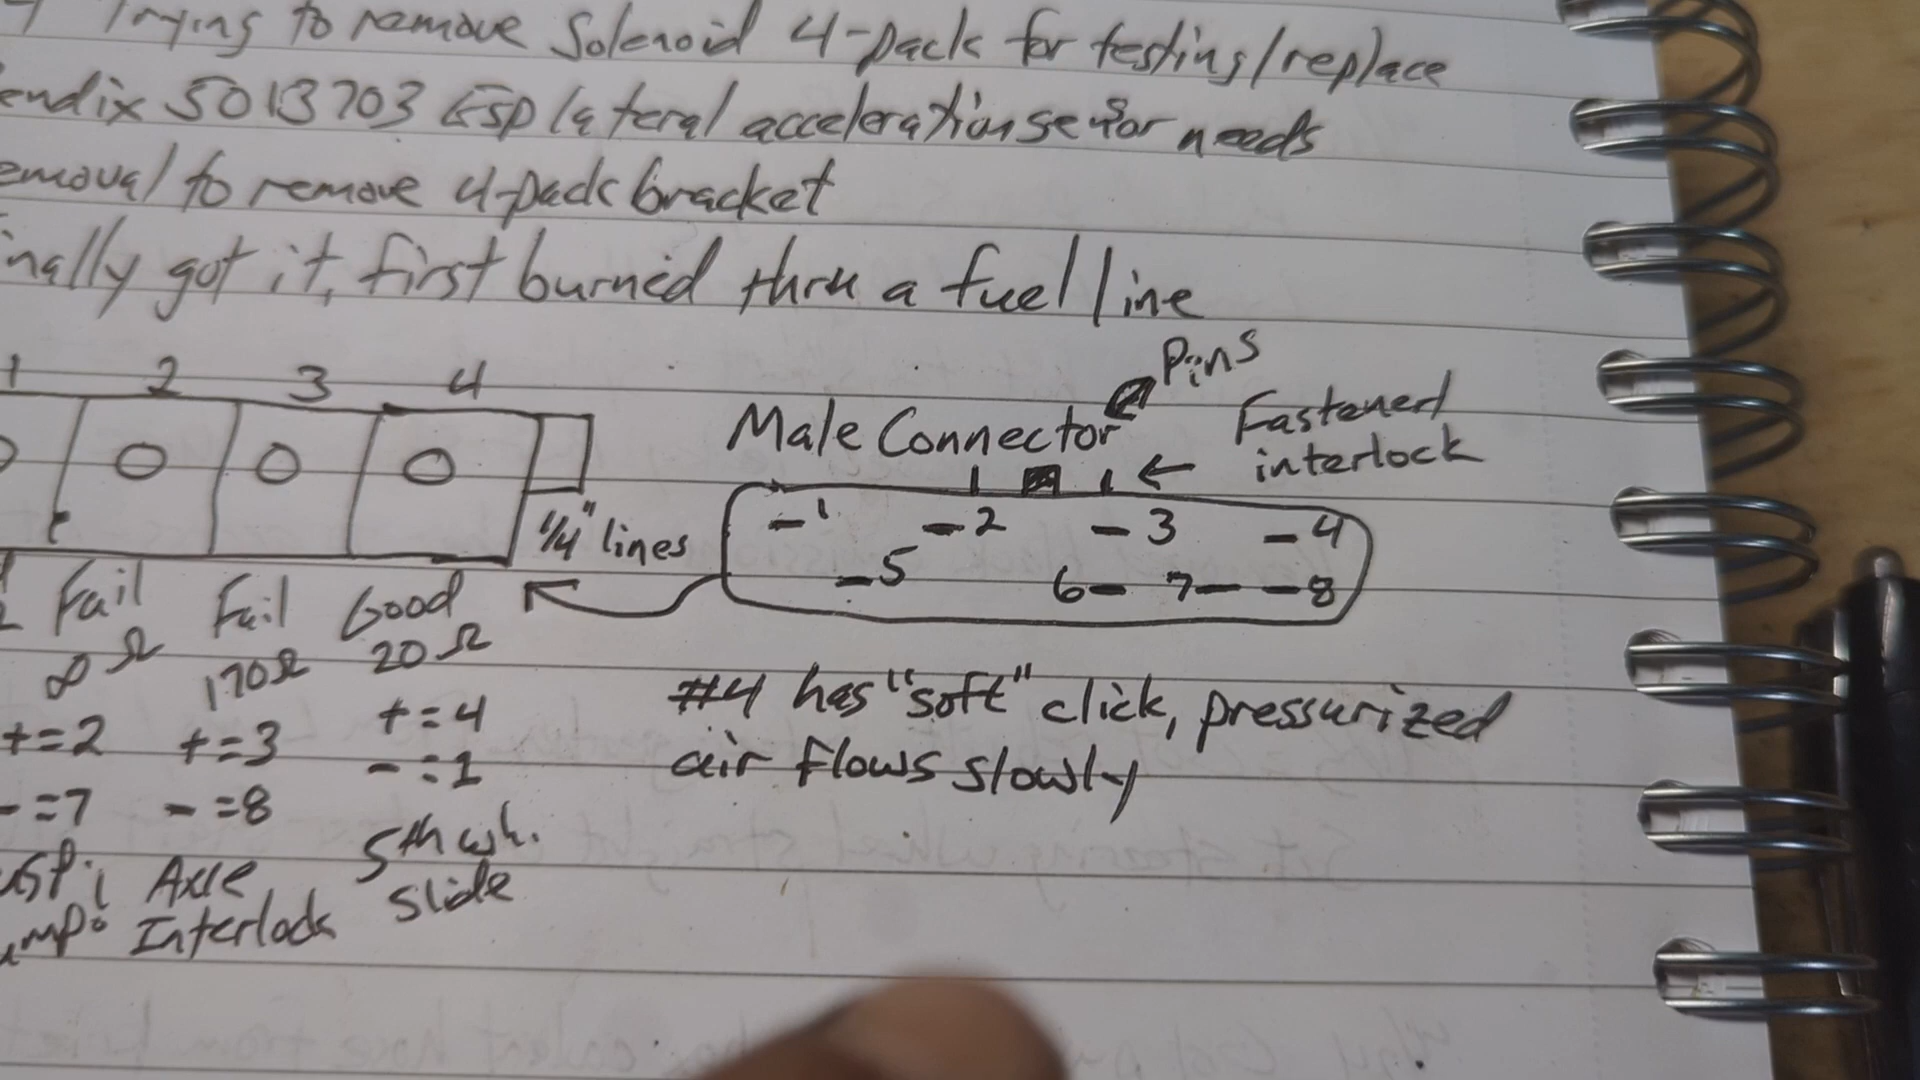 Trying to remove Solenoid 4-pack for testing/replace
endix 5013703 ESP lateral acceleration sensor needs
emoval to remove 4-pack bracket
inally got it, first burned thru a fuel line
1 2 3 4
Pins
Male Connector
Fastened
interlock
1/4" lines
-1 -2 -3 -4
-5 6- 7- -8
Fail Fail Good
∞Ω 170Ω 20Ω
+=2 +=3 +=4
-=7 -=8 -=1
#4 has "soft" click, pressurized
air flows slowly
Axle 5th wh.
Interlock slide